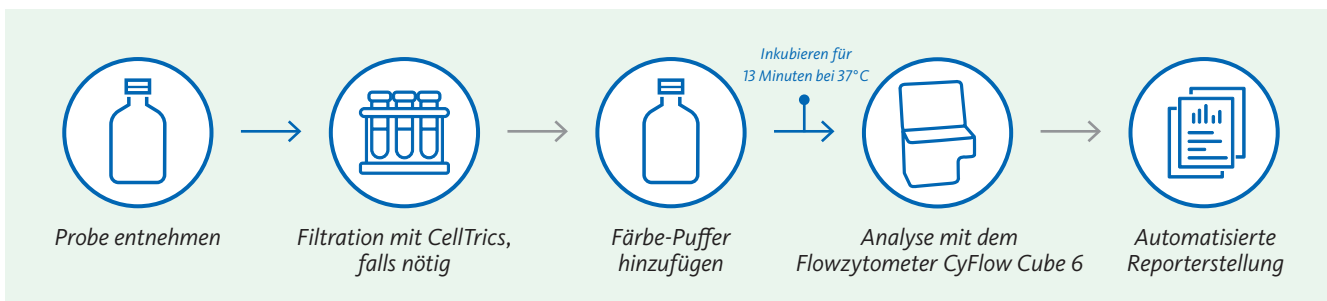 Inkubieren für
13 Minuten bei 37°C
Probe entnehmen
Filtration mit CellTrics,
falls nötig
Färbe-Puffer
hinzufügen
Analyse mit dem
Flowzytometer CyFlow Cube 6
Automatisierte
Reporterstellung